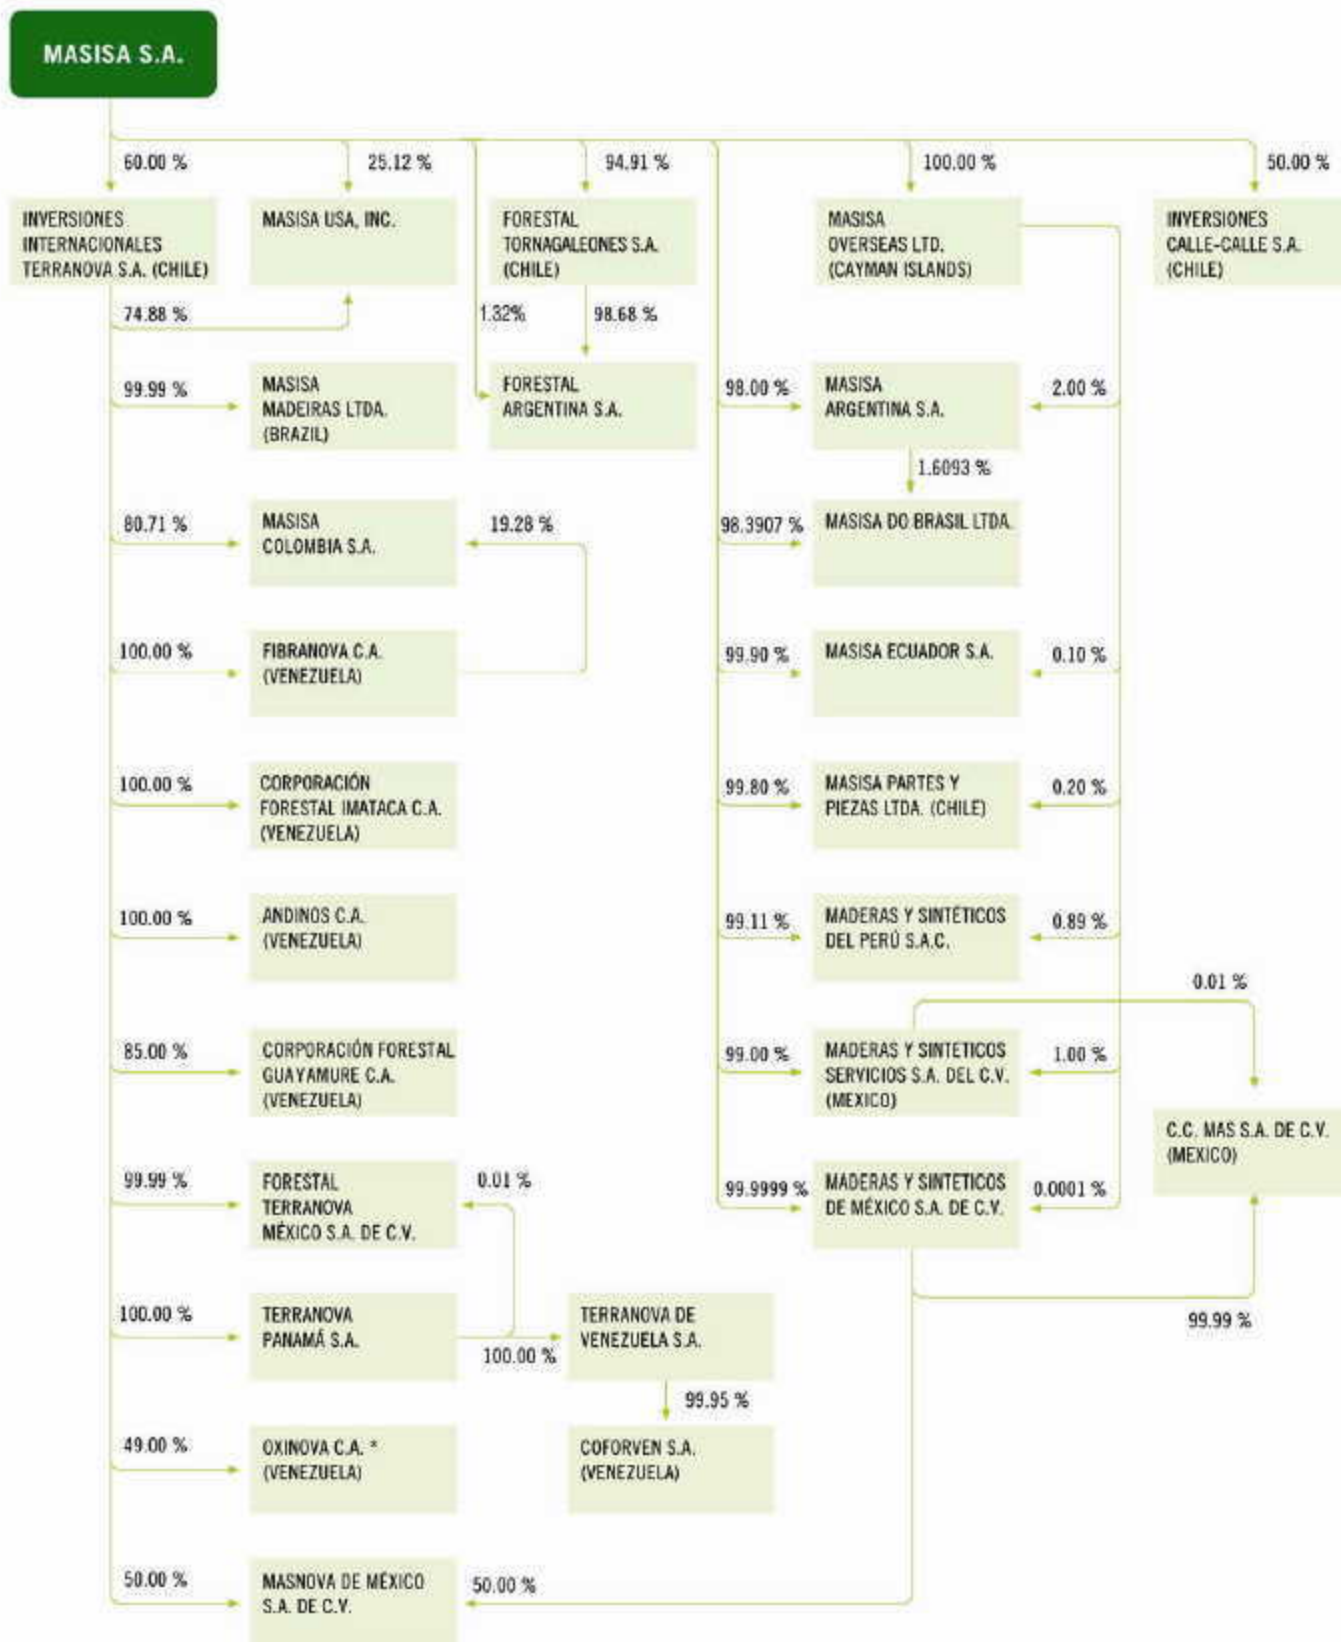 MASISA S.A.
60.00 %
25.12 %
94.91 %
100.00 %
50.00 %
INVERSIONES
INTERNACIONALES
TERRANOVA S.A. (CHILE)
MASISA USA, INC.
FORESTAL
TORNAGALEONES S.A.
(CHILE)
MASISA
OVERSEAS LTD.
(CAYMAN ISLANDS)
INVERSIONES
CALLE-CALLE S.A.
(CHILE)
74.88 %
1.32%
98.68 %
99.99 %
MASISA
MADEIRAS LTDA.
(BRAZIL)
FORESTAL
ARGENTINA S.A.
98.00 %
MASISA
ARGENTINA S.A.
2.00 %
1.6093 %
80.71 %
MASISA
COLOMBIA S.A.
19.28 %
98.3907 %
MASISA DO BRASIL LTDA.
100.00 %
FIBRANOVA C.A.
(VENEZUELA)
99.90 %
MASISA ECUADOR S.A.
0.10 %
100.00 %
CORPORACIÓN
FORESTAL IMATACA C.A.
(VENEZUELA)
99.80 %
MASISA PARTES Y
PIEZAS LTDA. (CHILE)
0.20 %
100.00 %
ANDINOS C.A.
(VENEZUELA)
99.11 %
MADERAS Y SINTÉTICOS
DEL PERÚ S.A.C.
0.89 %
0.01 %
85.00 %
CORPORACIÓN FORESTAL
GUAYAMURE C.A.
(VENEZUELA)
99.00 %
MADERAS Y SINTETICOS
SERVICIOS S.A. DEL C.V.
(MEXICO)
1.00 %
C.C. MAS S.A. DE C.V.
(MEXICO)
99.99 %
FORESTAL
TERRANOVA
MÉXICO S.A. DE C.V.
0.01 %
99.9999 %
MADERAS Y SINTETICOS
DE MÉXICO S.A. DE C.V.
0.0001 %
100.00 %
TERRANOVA
PANAMÁ S.A.
100.00 %
TERRANOVA DE
VENEZUELA S.A.
99.99 %
99.95 %
49.00 %
OXINOVA C.A. *
(VENEZUELA)
COFORVEN S.A.
(VENEZUELA)
50.00 %
MASNOVA DE MÉXICO
S.A. DE C.V.
50.00 %